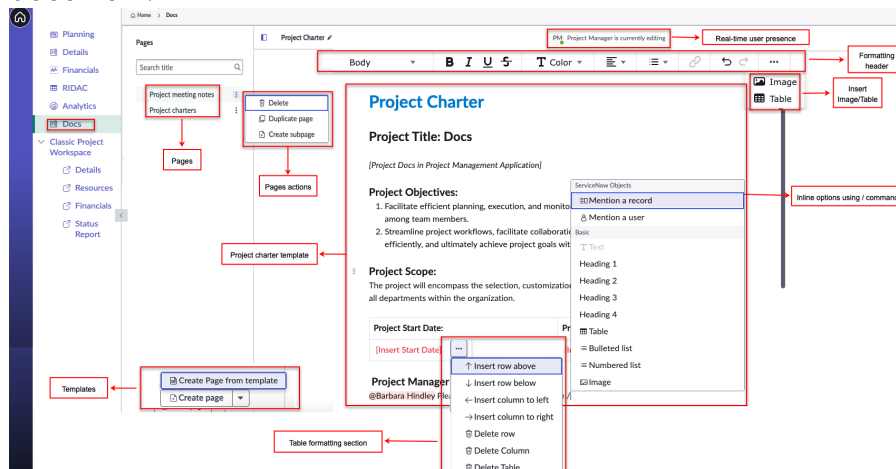 Home > Docs
Planning
Details
Financials
RIDAC
Analytics
Docs
Classic Project
Workspace
Details
Resources
Financials
Status
Report
Pages
Search title
Project meeting notes
Project charters
Pages
Delete
Duplicate page
Create subpage
Pages actions
Project charter template
Templates
Create Page from template
Create page
Project Charter
PM Project Manager is currently editing
Real-time user presence
Body B I U S T Color ...
Formatting
header
Image
Table
Insert
Image/Table
Project Charter
Project Title: Docs
[Project Docs in Project Management Application]
Project Objectives:
1. Facilitate efficient planning, execution, and monito
among team members.
2. Streamline project workflows, facilitate collaboratio
efficiently, and ultimately achieve project goals wit
Project Scope:
The project will encompass the selection, customization
all departments within the organization.
Project Start Date: Pr
[Insert Start Date]
Project Manager
@Barbara Hindley Plea
ServiceNow Objects
Mention a record
Mention a user
Basic
T Text
Heading 1
Heading 2
Heading 3
Heading 4
Table
Bulleted list
Numbered list
Image
Inline options using / command
...
Insert row above
Insert row below
Insert column to left
Insert column to right
Delete row
Delete Column
Delete Table
Table formatting section